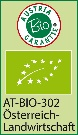 AUSTRIA
Bio
GARANTIE
AT-BIO-302
Österreich-
Landwirtschaft